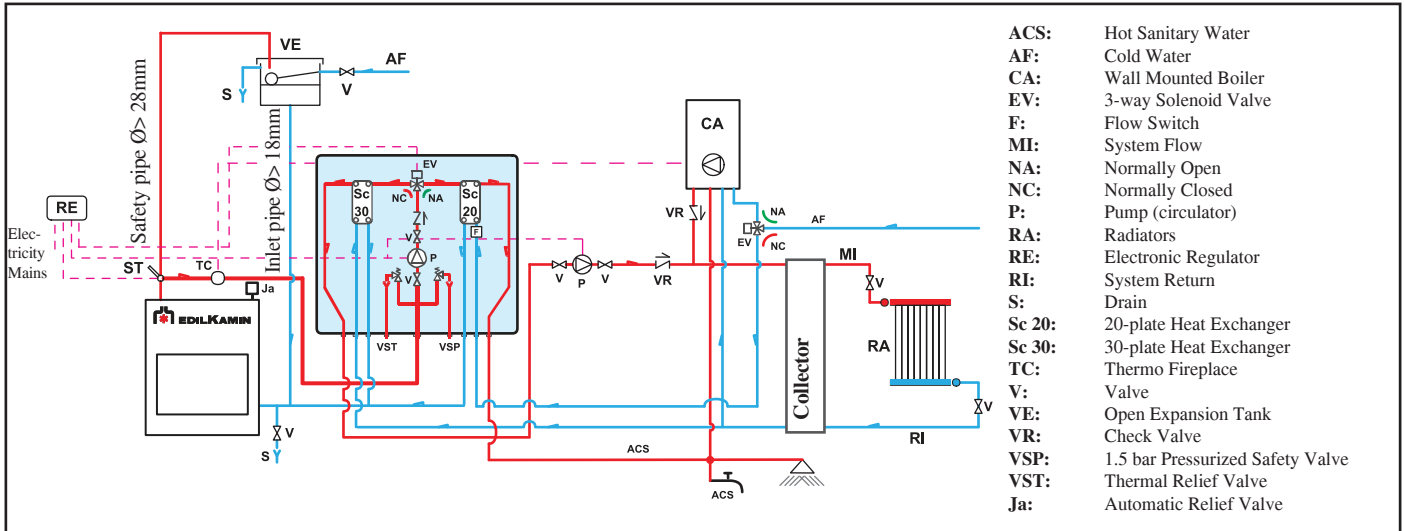 VE
AF
S
V
Safety pipe Ø> 28mm
Inlet pipe Ø> 18mm
RE
Elec-
tricity
Mains
ST
TC
Ja
EDILKAMIN
V
S
EV
NC
NA
Sc
30
Sc
20
F
V
P
V
VST
VSP
CA
VR
NA
EV
NC
AF
V
P
V
VR
MI
V
RA
V
RI
Collector
ACS
ACS
ACS: Hot Sanitary Water
AF: Cold Water
CA: Wall Mounted Boiler
EV: 3-way Solenoid Valve
F: Flow Switch
MI: System Flow
NA: Normally Open
NC: Normally Closed
P: Pump (circulator)
RA: Radiators
RE: Electronic Regulator
RI: System Return
S: Drain
Sc 20: 20-plate Heat Exchanger
Sc 30: 30-plate Heat Exchanger
TC: Thermo Fireplace
V: Valve
VE: Open Expansion Tank
VR: Check Valve
VSP: 1.5 bar Pressurized Safety Valve
VST: Thermal Relief Valve
Ja: Automatic Relief Valve